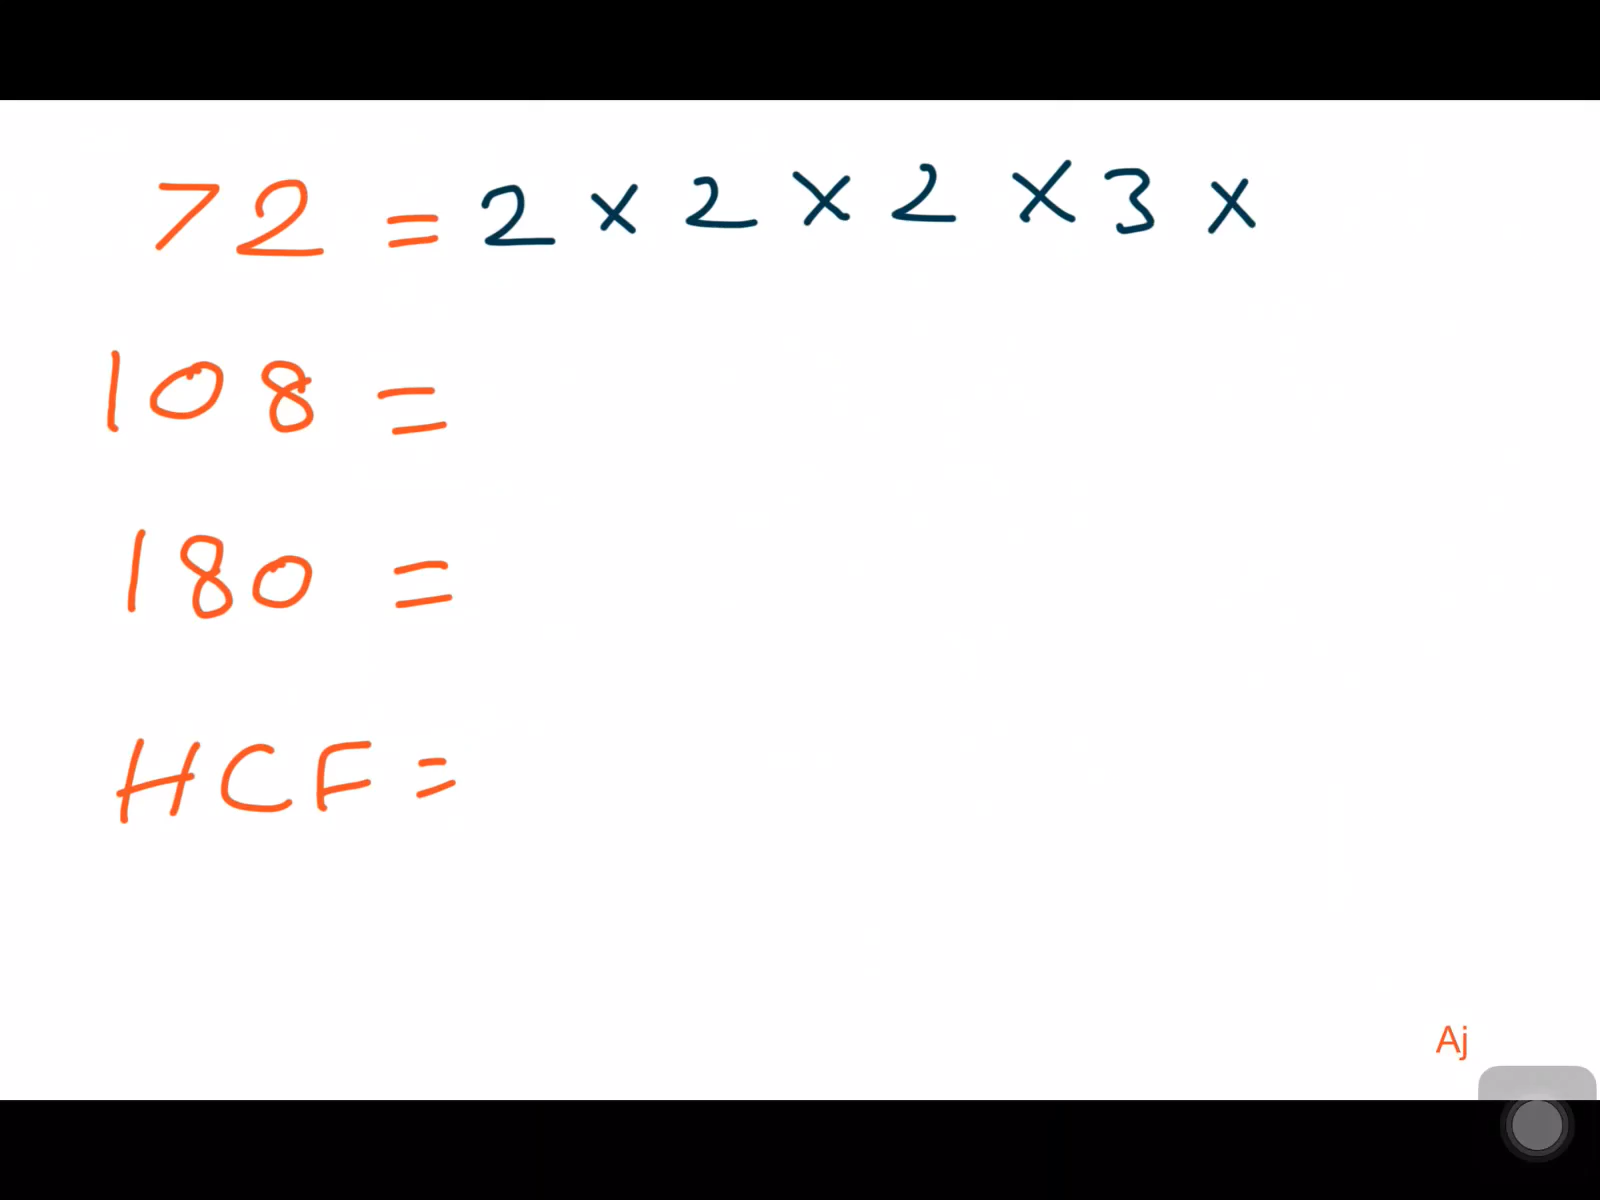 72 = 2 × 2 × 2 × 3 ×
108 =
180 =
HCF =
Aj